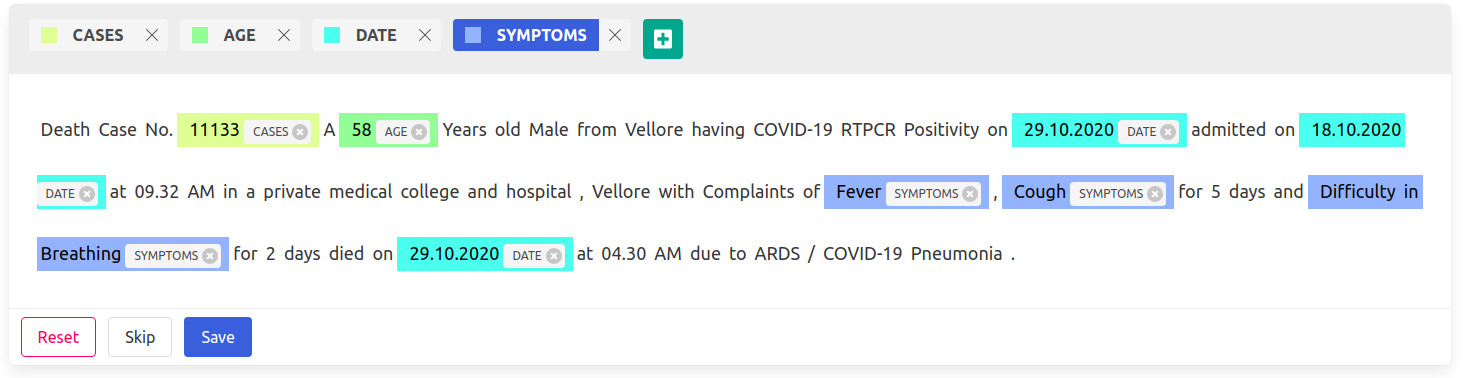 CASES AGE DATE SYMPTOMS
Death Case No. 11133 CASES A 58 AGE Years old Male from Vellore having COVID-19 RTPCR Positivity on 29.10.2020 DATE admitted on 18.10.2020
DATE at 09.32 AM in a private medical college and hospital , Vellore with Complaints of Fever SYMPTOMS , Cough SYMPTOMS for 5 days and Difficulty in
Breathing SYMPTOMS for 2 days died on 29.10.2020 DATE at 04.30 AM due to ARDS / COVID-19 Pneumonia .
Reset Skip Save